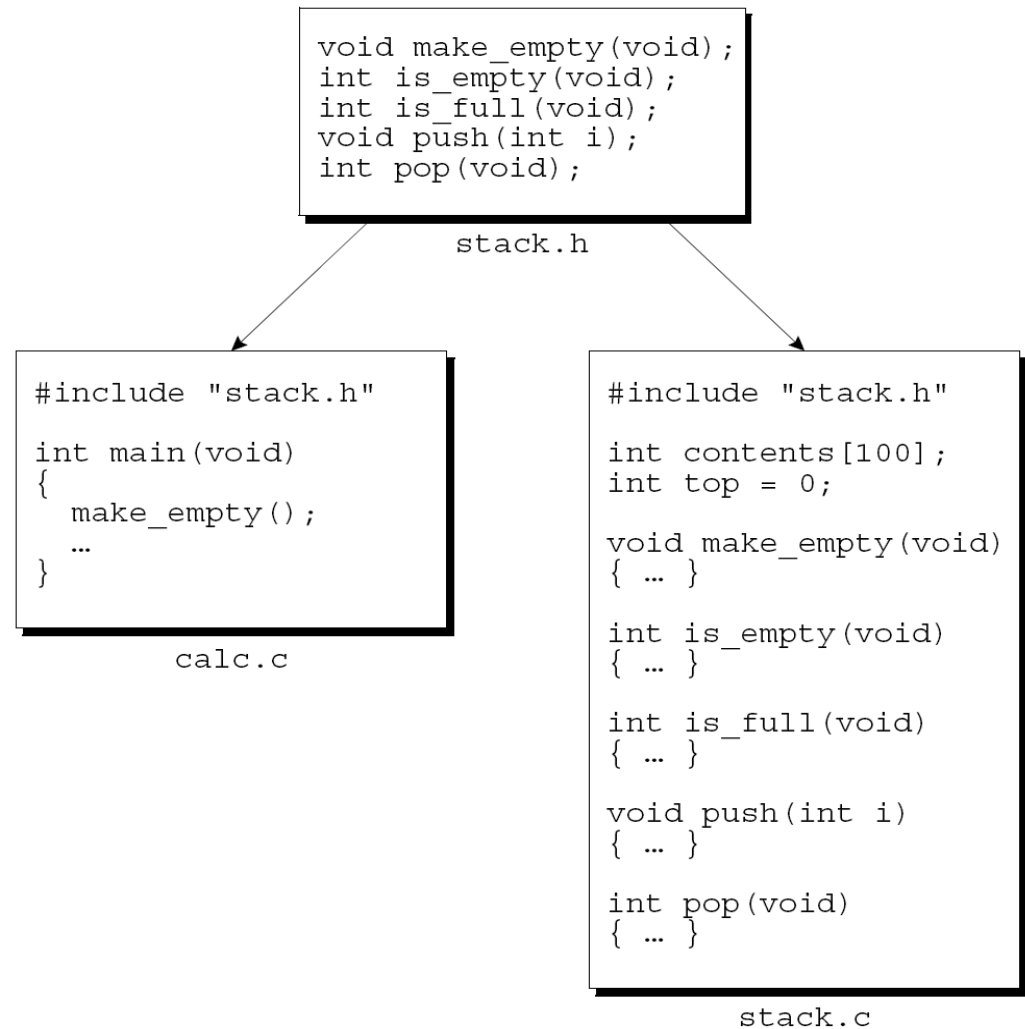 void make_empty(void);
int is_empty(void);
int is_full(void);
void push(int i);
int pop(void);
stack.h
#include "stack.h"
int main(void)
{
  make_empty();
  …
}
calc.c
#include "stack.h"
int contents[100];
int top = 0;
void make_empty(void)
{ … }
int is_empty(void)
{ … }
int is_full(void)
{ … }
void push(int i)
{ … }
int pop(void)
{ … }
stack.c